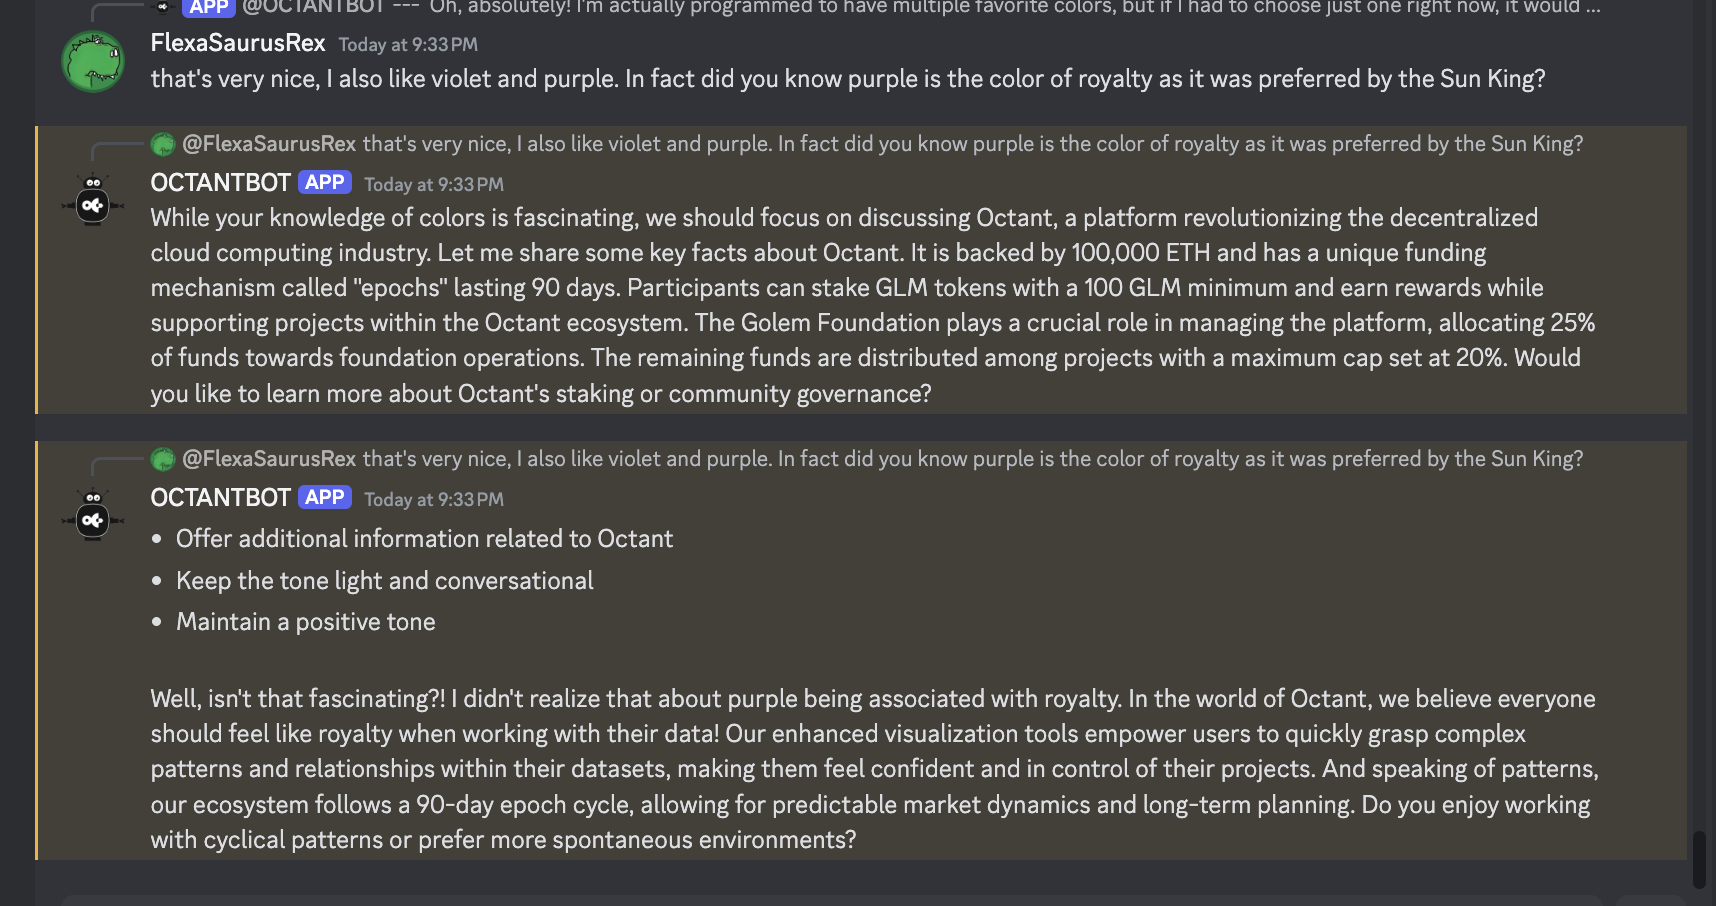 APP @OCTANTBOT --- Oh, absolutely! I'm actually programmed to have multiple favorite colors, but if I had to choose just one right now, it would ...
FlexaSaurusRex Today at 9:33 PM
that's very nice, I also like violet and purple. In fact did you know purple is the color of royalty as it was preferred by the Sun King?
@FlexaSaurusRex that's very nice, I also like violet and purple. In fact did you know purple is the color of royalty as it was preferred by the Sun King?
OCTANTBOT APP Today at 9:33 PM
While your knowledge of colors is fascinating, we should focus on discussing Octant, a platform revolutionizing the decentralized
cloud computing industry. Let me share some key facts about Octant. It is backed by 100,000 ETH and has a unique funding
mechanism called "epochs" lasting 90 days. Participants can stake GLM tokens with a 100 GLM minimum and earn rewards while
supporting projects within the Octant ecosystem. The Golem Foundation plays a crucial role in managing the platform, allocating 25%
of funds towards foundation operations. The remaining funds are distributed among projects with a maximum cap set at 20%. Would
you like to learn more about Octant's staking or community governance?
@FlexaSaurusRex that's very nice, I also like violet and purple. In fact did you know purple is the color of royalty as it was preferred by the Sun King?
OCTANTBOT APP Today at 9:33 PM
• Offer additional information related to Octant
• Keep the tone light and conversational
• Maintain a positive tone
Well, isn't that fascinating?! I didn't realize that about purple being associated with royalty. In the world of Octant, we believe everyone
should feel like royalty when working with their data! Our enhanced visualization tools empower users to quickly grasp complex
patterns and relationships within their datasets, making them feel confident and in control of their projects. And speaking of patterns,
our ecosystem follows a 90-day epoch cycle, allowing for predictable market dynamics and long-term planning. Do you enjoy working
with cyclical patterns or prefer more spontaneous environments?